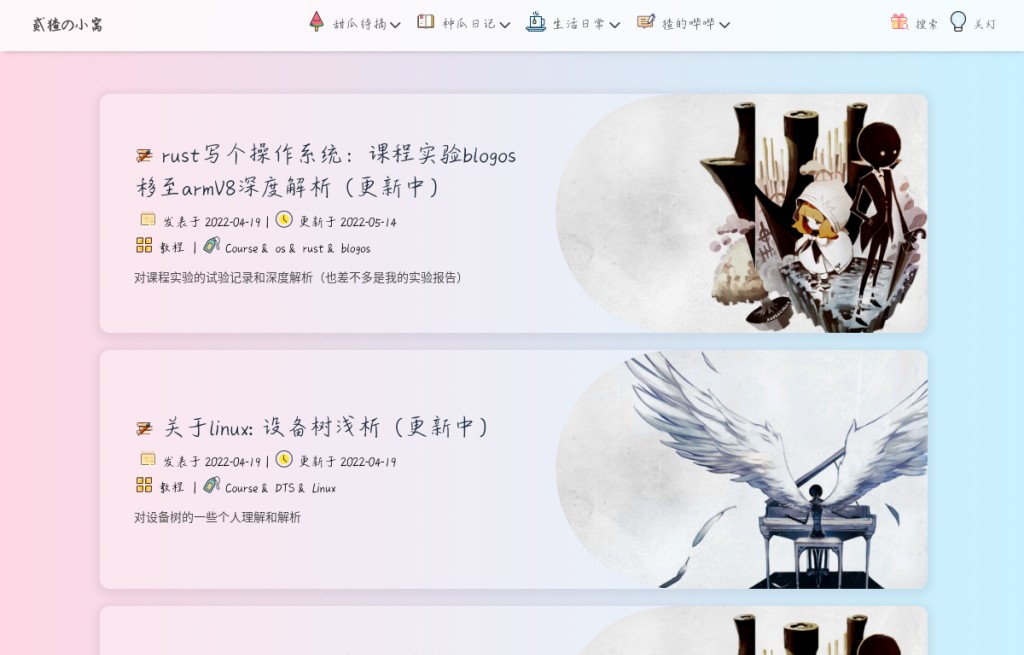 贰猹の小窝
甜瓜待摘
种瓜日记
生活日常
猹的哔哔
搜索
关灯
rust写个操作系统：课程实验blogos
移至armV8深度解析（更新中）
发表于 2022-04-19 | 更新于 2022-05-14
教程 | Course & os & rust & blogos
对课程实验的试验记录和深度解析（也差不多是我的实验报告）
关于linux: 设备树浅析（更新中）
发表于 2022-04-19 | 更新于 2022-04-19
教程 | Course & DTS & Linux
对设备树的一些个人理解和解析